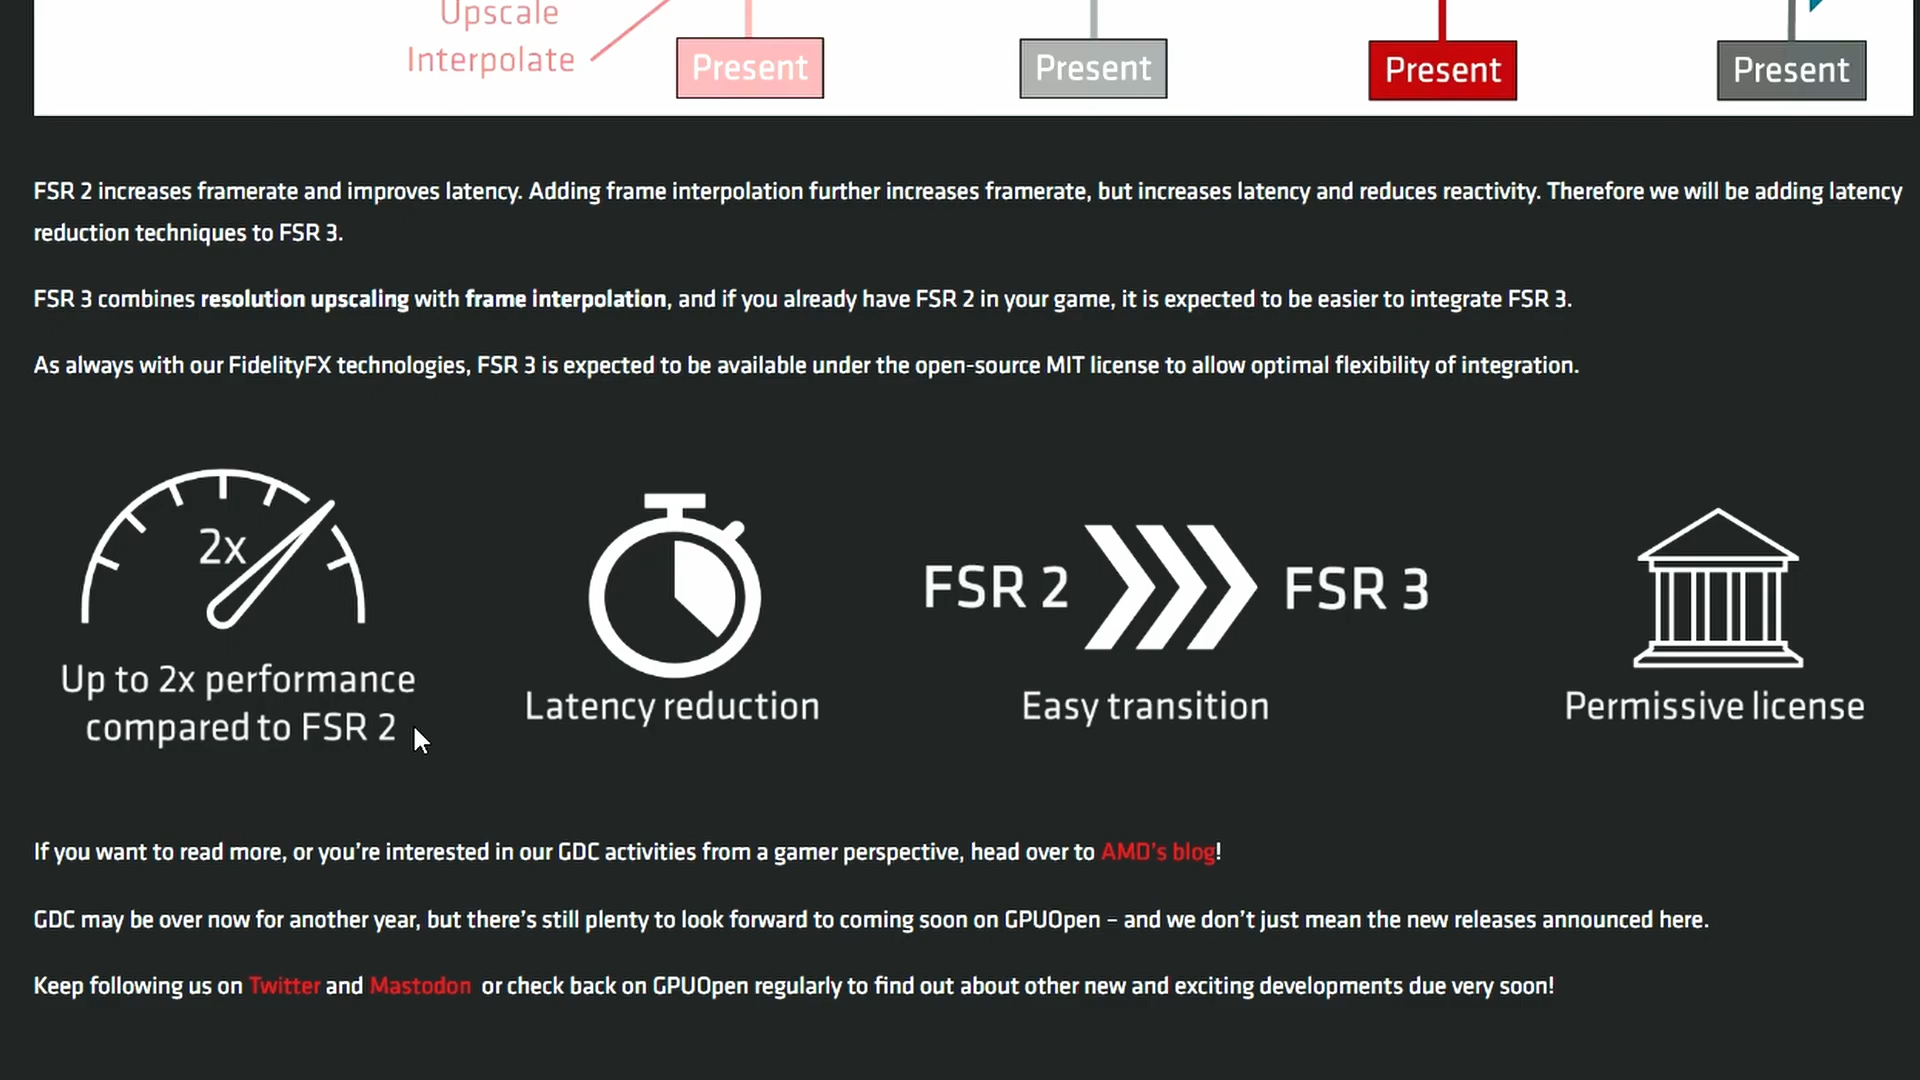 Upscale
Interpolate
Present Present Present Present
FSR 2 increases framerate and improves latency. Adding frame interpolation further increases framerate, but increases latency and reduces reactivity. Therefore we will be adding latency
reduction techniques to FSR 3.
FSR 3 combines resolution upscaling with frame interpolation, and if you already have FSR 2 in your game, it is expected to be easier to integrate FSR 3.
As always with our FidelityFX technologies, FSR 3 is expected to be available under the open-source MIT license to allow optimal flexibility of integration.
2x
Up to 2x performance
compared to FSR 2
Latency reduction
FSR 2 FSR 3
Easy transition
Permissive license
If you want to read more, or you're interested in our GDC activities from a gamer perspective, head over to AMD's blog!
GDC may be over now for another year, but there's still plenty to look forward to coming soon on GPUOpen – and we don't just mean the new releases announced here.
Keep following us on Twitter and Mastodon or check back on GPUOpen regularly to find out about other new and exciting developments due very soon!